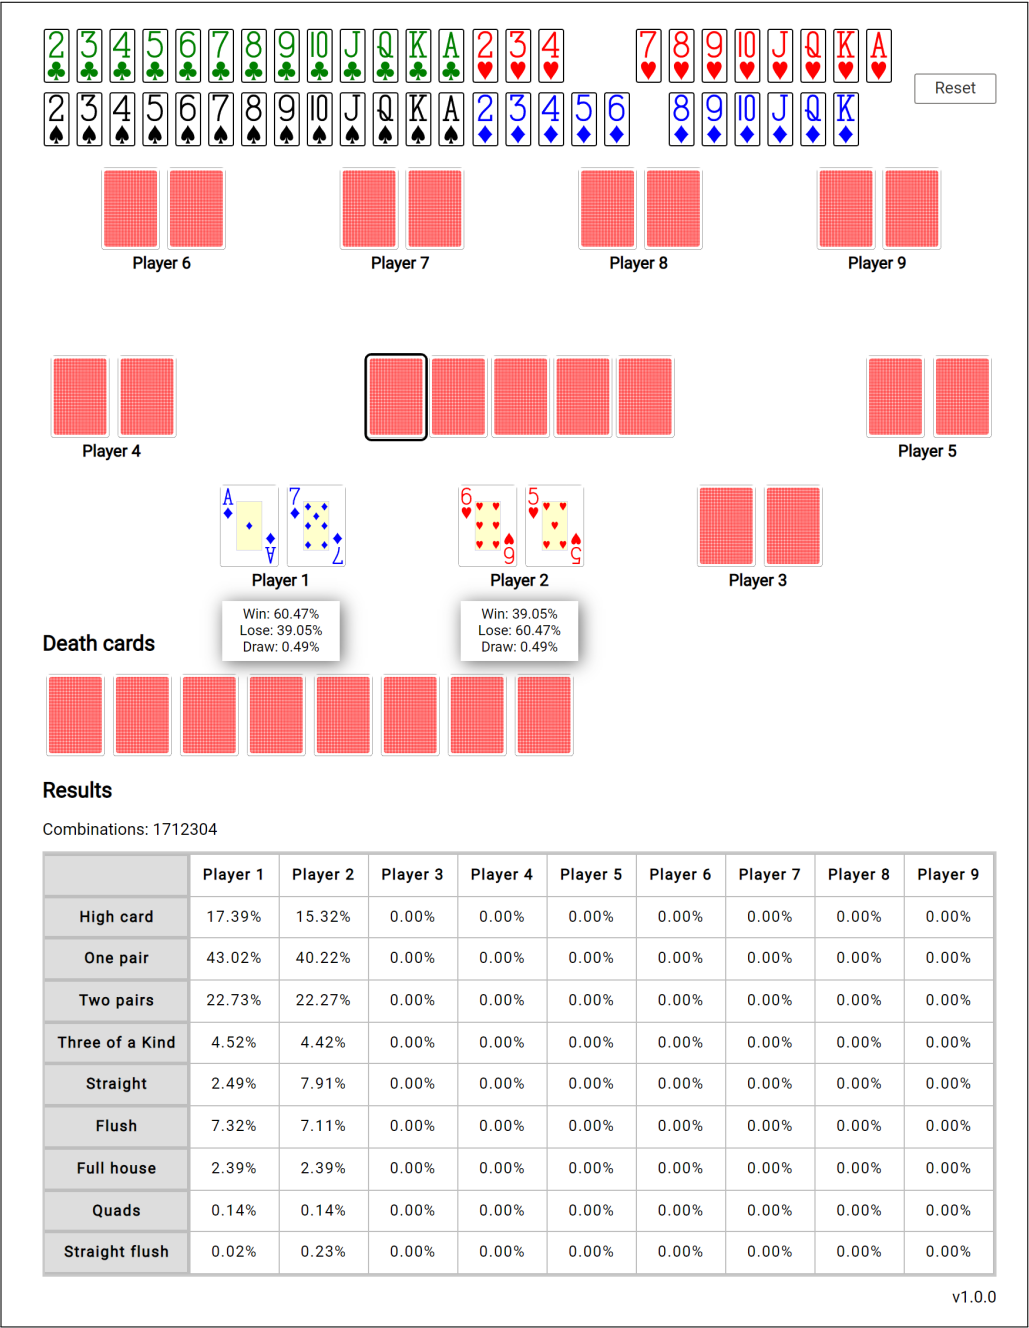 2 3 4 5 6 7 8 9 10 J Q K A 2 3 4 7 8 9 10 J Q K A
Reset
2 3 4 5 6 7 8 9 10 J Q K A 2 3 4 5 6 8 9 10 J Q K
Player 6 Player 7 Player 8 Player 9
Player 4 Player 5
A A 7 7 6 6 5 5
Player 1 Player 2 Player 3
Win: 60.47% Win: 39.05%
Lose: 39.05% Lose: 60.47%
Draw: 0.49% Draw: 0.49%
Death cards
Results
Combinations: 1712304
Player 1 Player 2 Player 3 Player 4 Player 5 Player 6 Player 7 Player 8 Player 9
High card 17.39% 15.32% 0.00% 0.00% 0.00% 0.00% 0.00% 0.00% 0.00%
One pair 43.02% 40.22% 0.00% 0.00% 0.00% 0.00% 0.00% 0.00% 0.00%
Two pairs 22.73% 22.27% 0.00% 0.00% 0.00% 0.00% 0.00% 0.00% 0.00%
Three of a Kind 4.52% 4.42% 0.00% 0.00% 0.00% 0.00% 0.00% 0.00% 0.00%
Straight 2.49% 7.91% 0.00% 0.00% 0.00% 0.00% 0.00% 0.00% 0.00%
Flush 7.32% 7.11% 0.00% 0.00% 0.00% 0.00% 0.00% 0.00% 0.00%
Full house 2.39% 2.39% 0.00% 0.00% 0.00% 0.00% 0.00% 0.00% 0.00%
Quads 0.14% 0.14% 0.00% 0.00% 0.00% 0.00% 0.00% 0.00% 0.00%
Straight flush 0.02% 0.23% 0.00% 0.00% 0.00% 0.00% 0.00% 0.00% 0.00%
v1.0.0